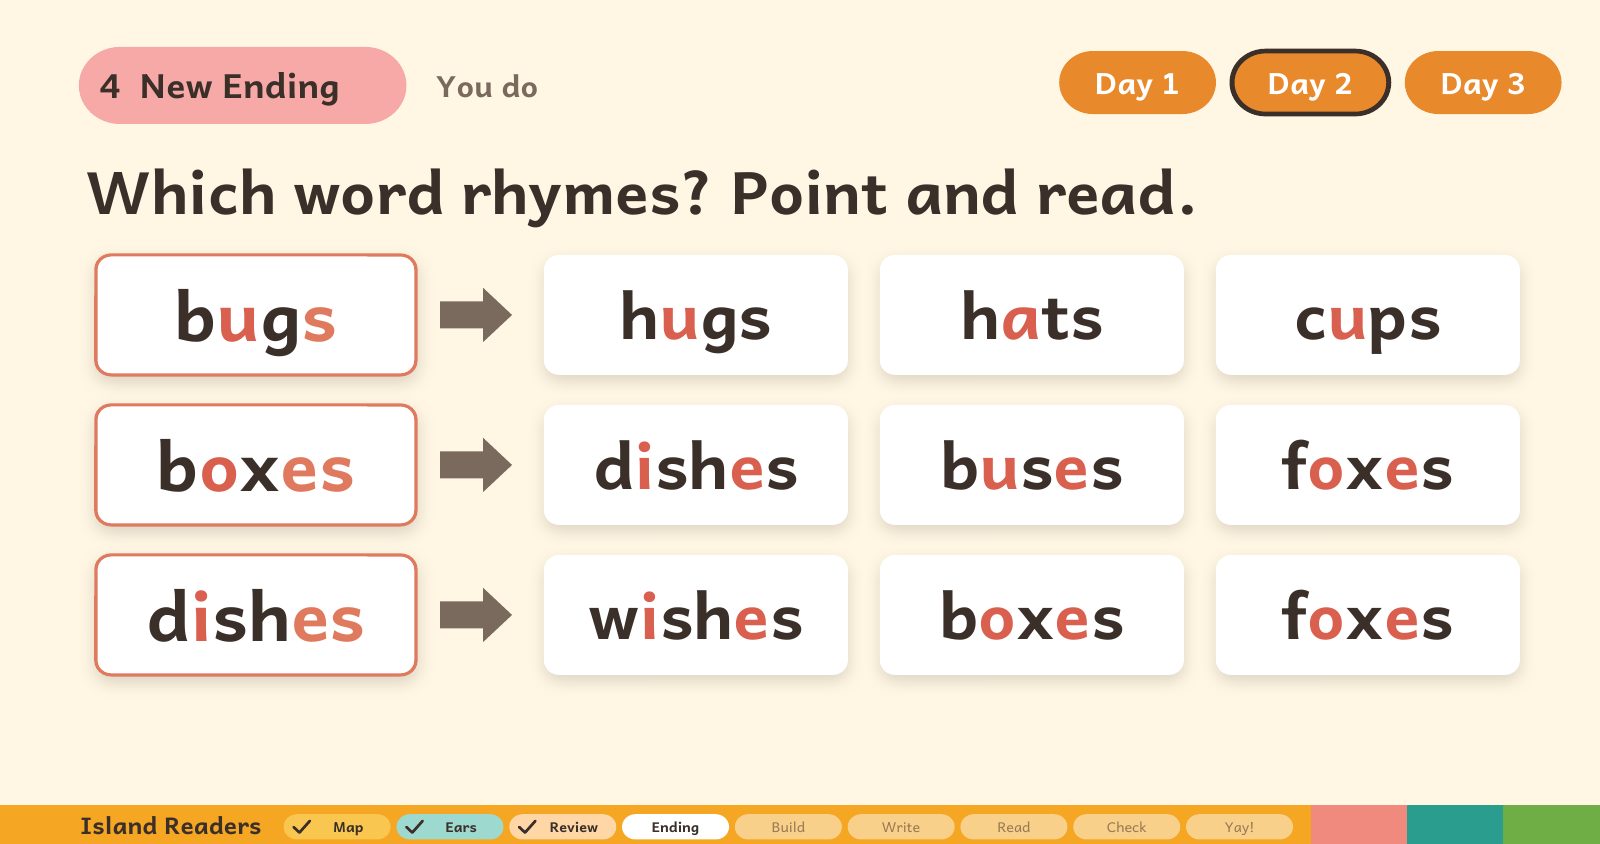 4 New Ending
You do
Day 1
Day 2
Day 3
Which word rhymes? Point and read.
bugs hugs hats cups
boxes dishes buses foxes
dishes wishes boxes foxes
Island Readers Map Ears Review Ending Build Write Read Check Yay!